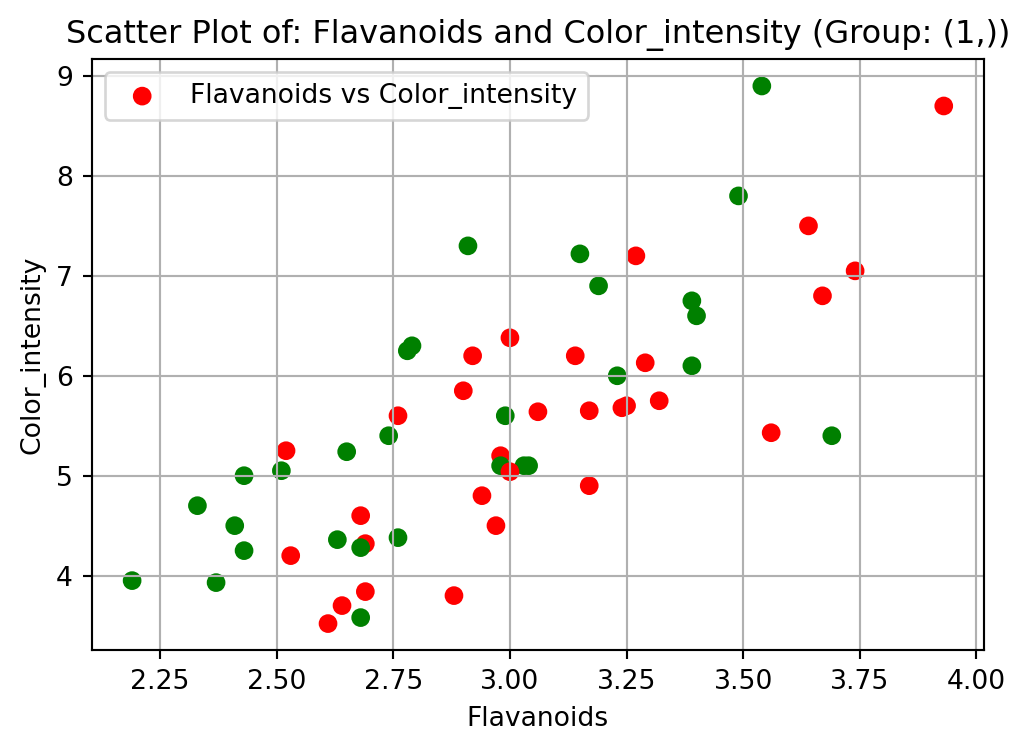 Scatter Plot of: Flavanoids and Color_intensity (Group: (1,))
Flavanoids vs Color_intensity
Color_intensity
9
8
7
6
5
4
2.25 2.50 2.75 3.00 3.25 3.50 3.75 4.00
Flavanoids